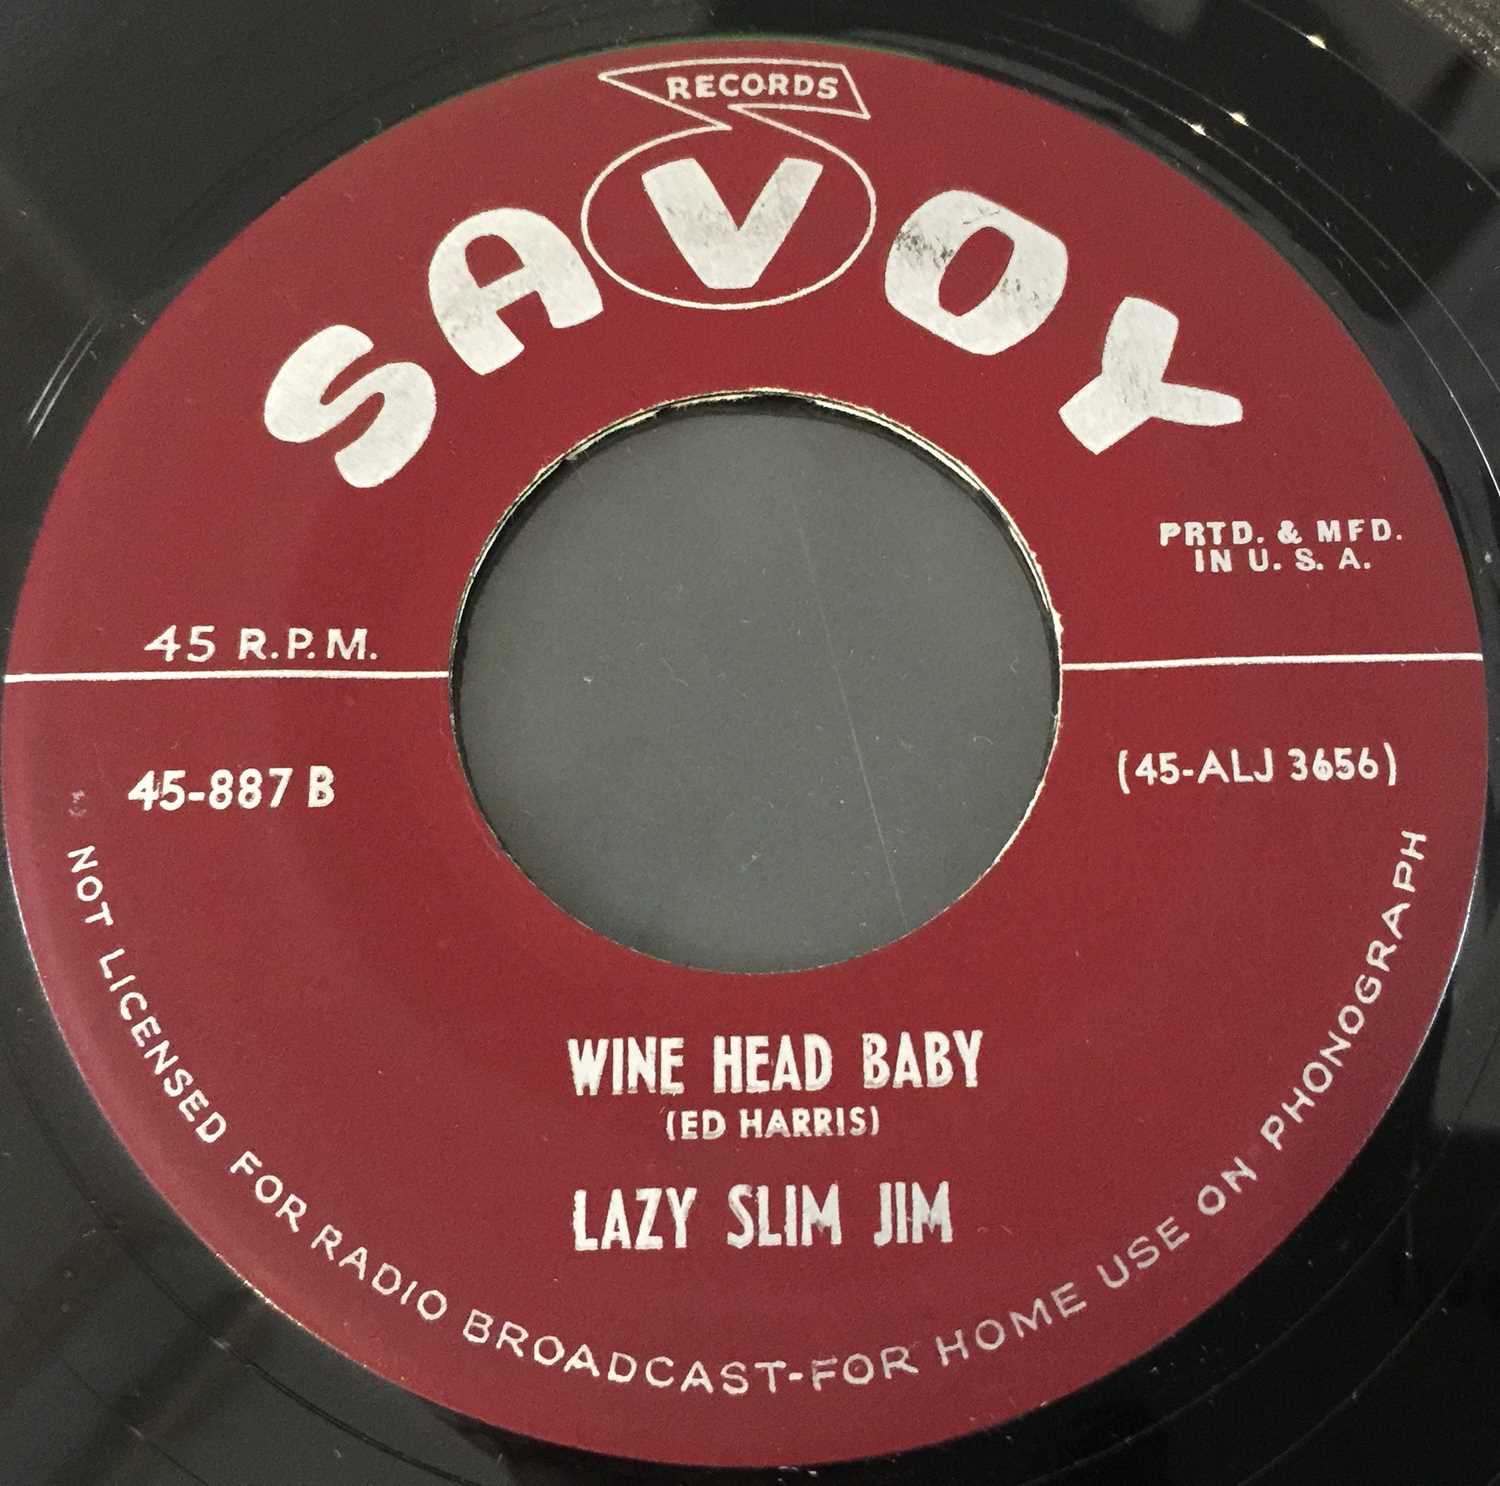 RECORDS
SAVOY
PRTD. & MFD.
IN U. S. A.
45 R.P.M.
45-887 B
(45-ALJ 3656)
WINE HEAD BABY
(ED HARRIS)
LAZY SLIM JIM
NOT LICENSED FOR RADIO BROADCAST-FOR HOME USE ON PHONOGRAPH